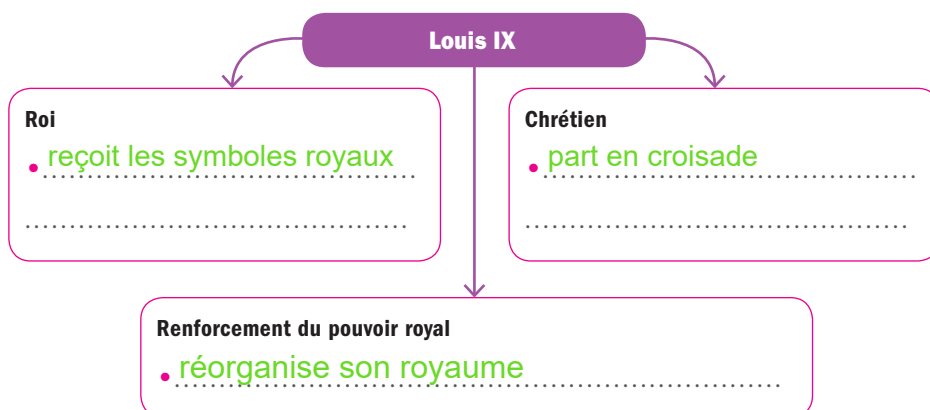 Louis IX
Roi
• reçoit les symboles royaux
Chrétien
• part en croisade
Renforcement du pouvoir royal
• réorganise son royaume